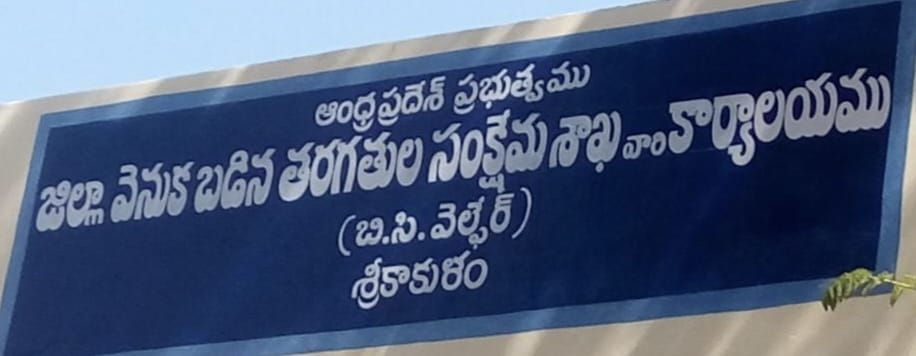 ఆంధ్రప్రదేశ్ ప్రభుత్వము
జిల్లా వెనుక బడిన తరగతుల సంక్షేమ శాఖ వారి కార్యాలయము
(బి.సి. వెల్ఫేర్)
శ్రీకాకుళం